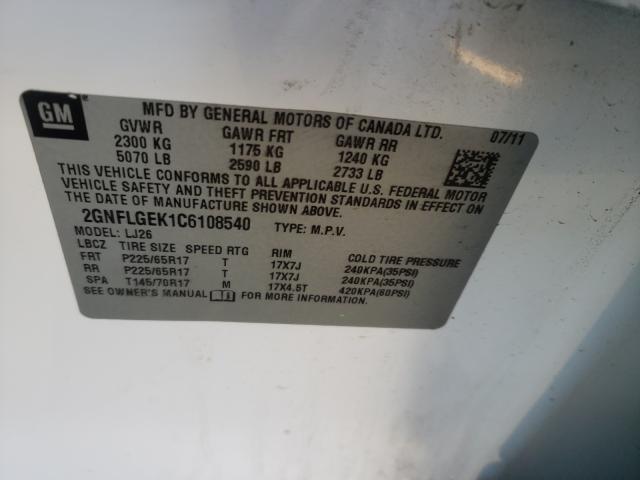 GM
MFD BY GENERAL MOTORS OF CANADA LTD. 07/11
GVWR GAWR FRT GAWR RR
2300 KG 1175 KG 1240 KG
5070 LB 2590 LB 2733 LB
THIS VEHICLE CONFORMS TO ALL APPLICABLE U.S. FEDERAL MOTOR
VEHICLE SAFETY AND THEFT PREVENTION STANDARDS IN EFFECT ON
THE DATE OF MANUFACTURE SHOWN ABOVE.
2GNFLGEK1C6108540 TYPE: M.P.V.
MODEL: LJ26
LBCZ TIRE SIZE SPEED RTG RIM COLD TIRE PRESSURE
FRT P225/65R17 T 17X7J 240KPA(35PSI)
RR P225/65R17 T 17X7J 240KPA(35PSI)
SPA T145/70R17 M 17X4.5T 420KPA(60PSI)
SEE OWNER'S MANUAL FOR MORE INFORMATION.